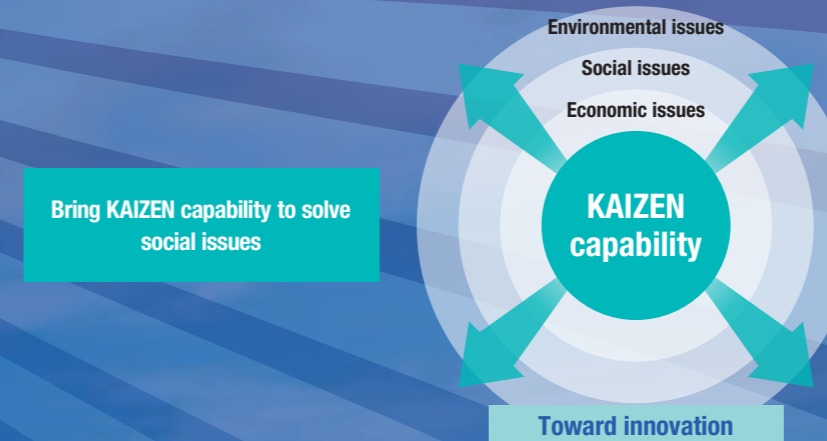 Environmental issues
Social issues
Economic issues
Bring KAIZEN capability to solve
social issues
KAIZEN
capability
Toward innovation